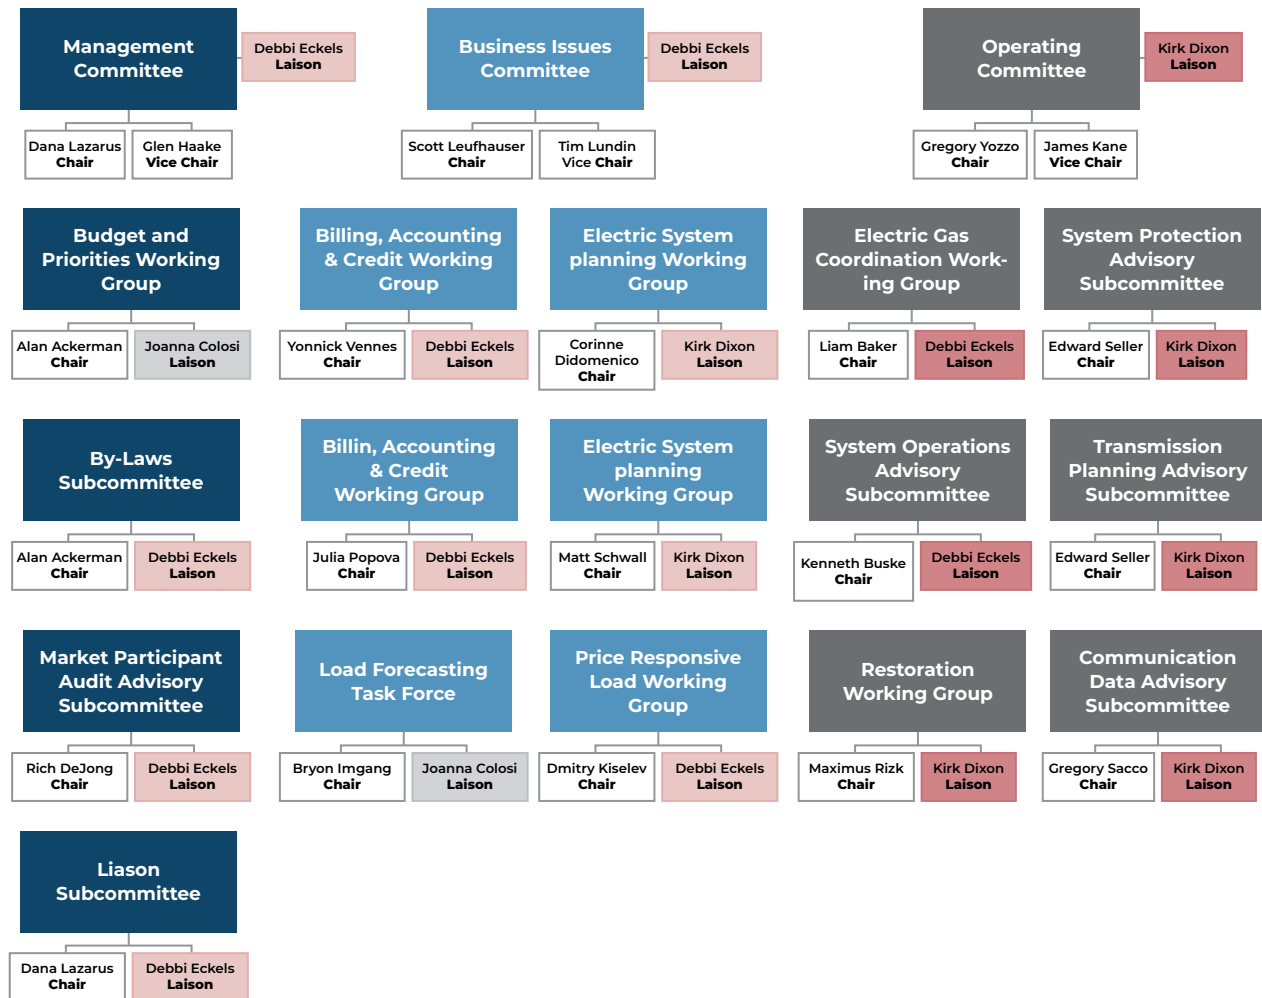 Management
Committee
Debbi Eckels
Laison
Business Issues
Committee
Debbi Eckels
Laison
Operating
Committee
Kirk Dixon
Laison
Dana Lazarus
Chair
Glen Haake
Vice Chair
Scott Leufhauser
Chair
Tim Lundin
Vice Chair
Gregory Yozzo
Chair
James Kane
Vice Chair
Budget and
Priorities Working
Group
Billing, Accounting
& Credit Working
Group
Electric System
planning Working
Group
Electric Gas
Coordination Work-
ing Group
System Protection
Advisory
Subcommittee
Alan Ackerman
Chair
Joanna Colosi
Laison
Yonnick Vennes
Chair
Debbi Eckels
Laison
Corinne
Didomenico
Chair
Kirk Dixon
Laison
Liam Baker
Chair
Debbi Eckels
Laison
Edward Seller
Chair
Kirk Dixon
Laison
By-Laws
Subcommittee
Billin, Accounting
& Credit
Working Group
Electric System
planning
Working Group
System Operations
Advisory
Subcommittee
Transmission
Planning Advisory
Subcommittee
Alan Ackerman
Chair
Debbi Eckels
Laison
Julia Popova
Chair
Debbi Eckels
Laison
Matt Schwall
Chair
Kirk Dixon
Laison
Kenneth Buske
Chair
Debbi Eckels
Laison
Edward Seller
Chair
Kirk Dixon
Laison
Market Participant
Audit Advisory
Subcommittee
Load Forecasting
Task Force
Price Responsive
Load Working
Group
Restoration
Working Group
Communication
Data Advisory
Subcommittee
Rich DeJong
Chair
Debbi Eckels
Laison
Bryon Imgang
Chair
Joanna Colosi
Laison
Dmitry Kiselev
Chair
Debbi Eckels
Laison
Maximus Rizk
Chair
Kirk Dixon
Laison
Gregory Sacco
Chair
Kirk Dixon
Laison
Liason
Subcommittee
Dana Lazarus
Chair
Debbi Eckels
Laison